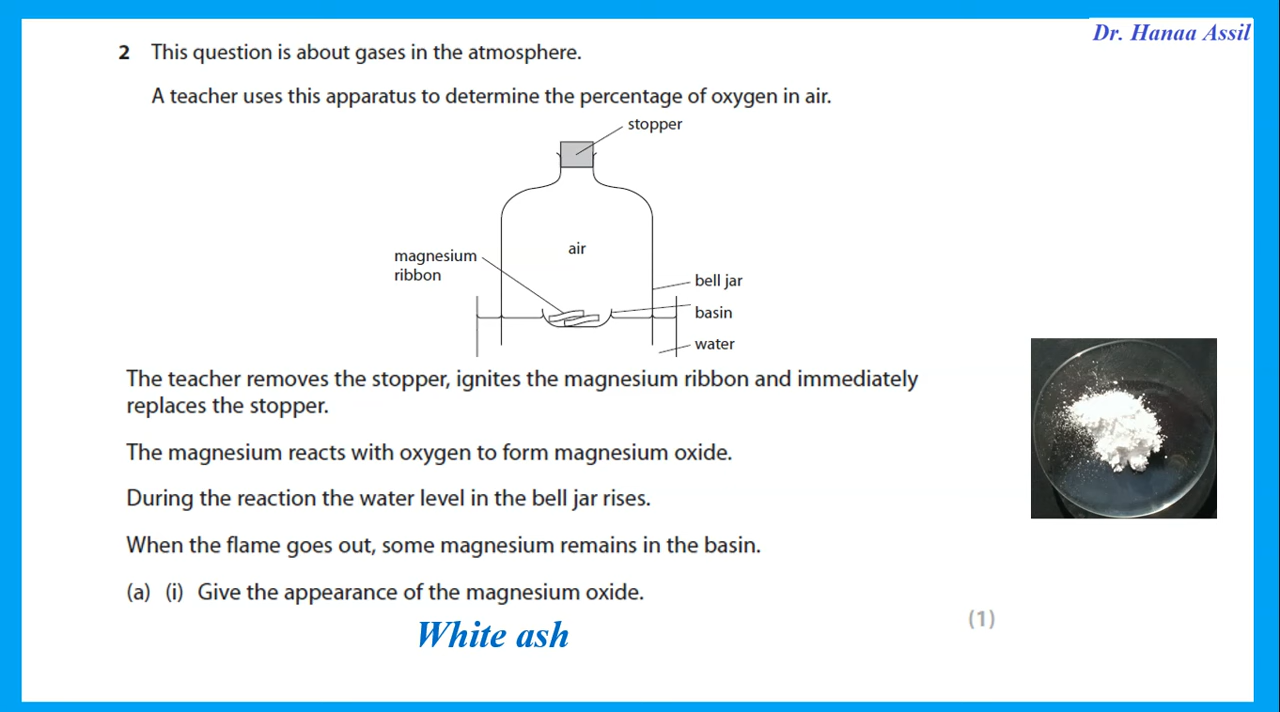 Dr. Hanaa Assil
2 This question is about gases in the atmosphere.
A teacher uses this apparatus to determine the percentage of oxygen in air.
stopper
air
magnesium
ribbon
bell jar
basin
water
The teacher removes the stopper, ignites the magnesium ribbon and immediately
replaces the stopper.
The magnesium reacts with oxygen to form magnesium oxide.
During the reaction the water level in the bell jar rises.
When the flame goes out, some magnesium remains in the basin.
(a) (i) Give the appearance of the magnesium oxide.
(1)
White ash